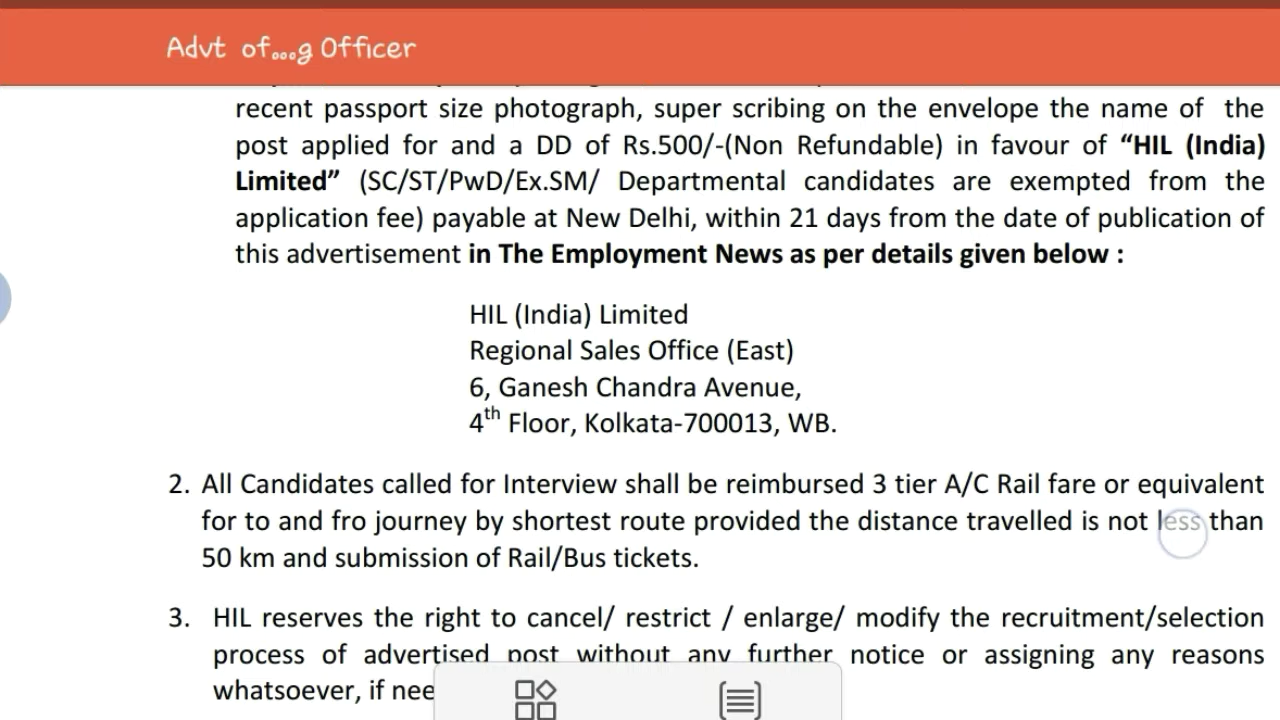 Advt of...g Officer
recent passport size photograph, super scribing on the envelope the name of the
post applied for and a DD of Rs.500/-(Non Refundable) in favour of “HIL (India)
Limited” (SC/ST/PwD/Ex.SM/ Departmental candidates are exempted from the
application fee) payable at New Delhi, within 21 days from the date of publication of
this advertisement in The Employment News as per details given below :
HIL (India) Limited
Regional Sales Office (East)
6, Ganesh Chandra Avenue,
4th Floor, Kolkata-700013, WB.
2. All Candidates called for Interview shall be reimbursed 3 tier A/C Rail fare or equivalent
for to and fro journey by shortest route provided the distance travelled is not less than
50 km and submission of Rail/Bus tickets.
3. HIL reserves the right to cancel/ restrict / enlarge/ modify the recruitment/selection
process of advertised post without any further notice or assigning any reasons
whatsoever, if nee